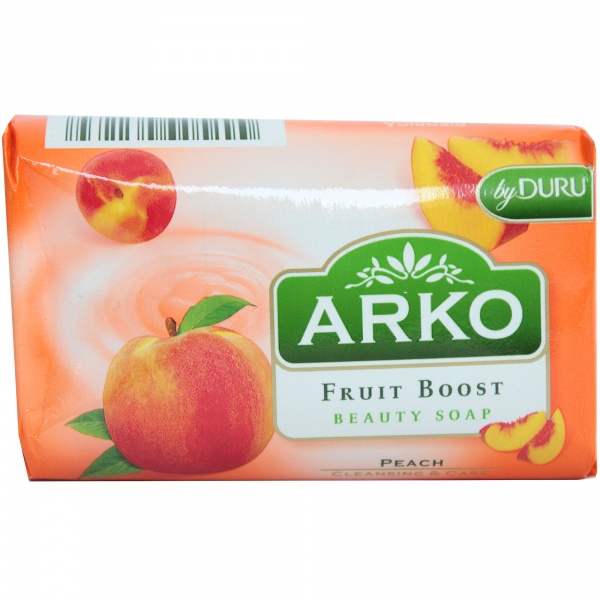 by DURU
ARKO
FRUIT BOOST
BEAUTY SOAP
PEACH
CLEANSING & CARE